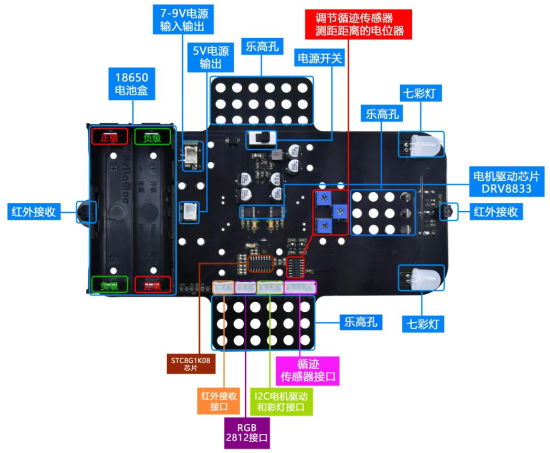 7-9V电源
输入输出
5V电源
输出
乐高孔
电源开关
调节循迹传感器
测距距离的电位器
18650
电池盒
七彩灯
乐高孔
正极
负极
电机驱动芯片
DRV8833
红外接收
红外接收
负极
正极
七彩灯
乐高孔
STC8G1K08
芯片
红外接收
接口
RGB
2812接口
I2C电机驱动
和彩灯接口
循迹
传感器接口